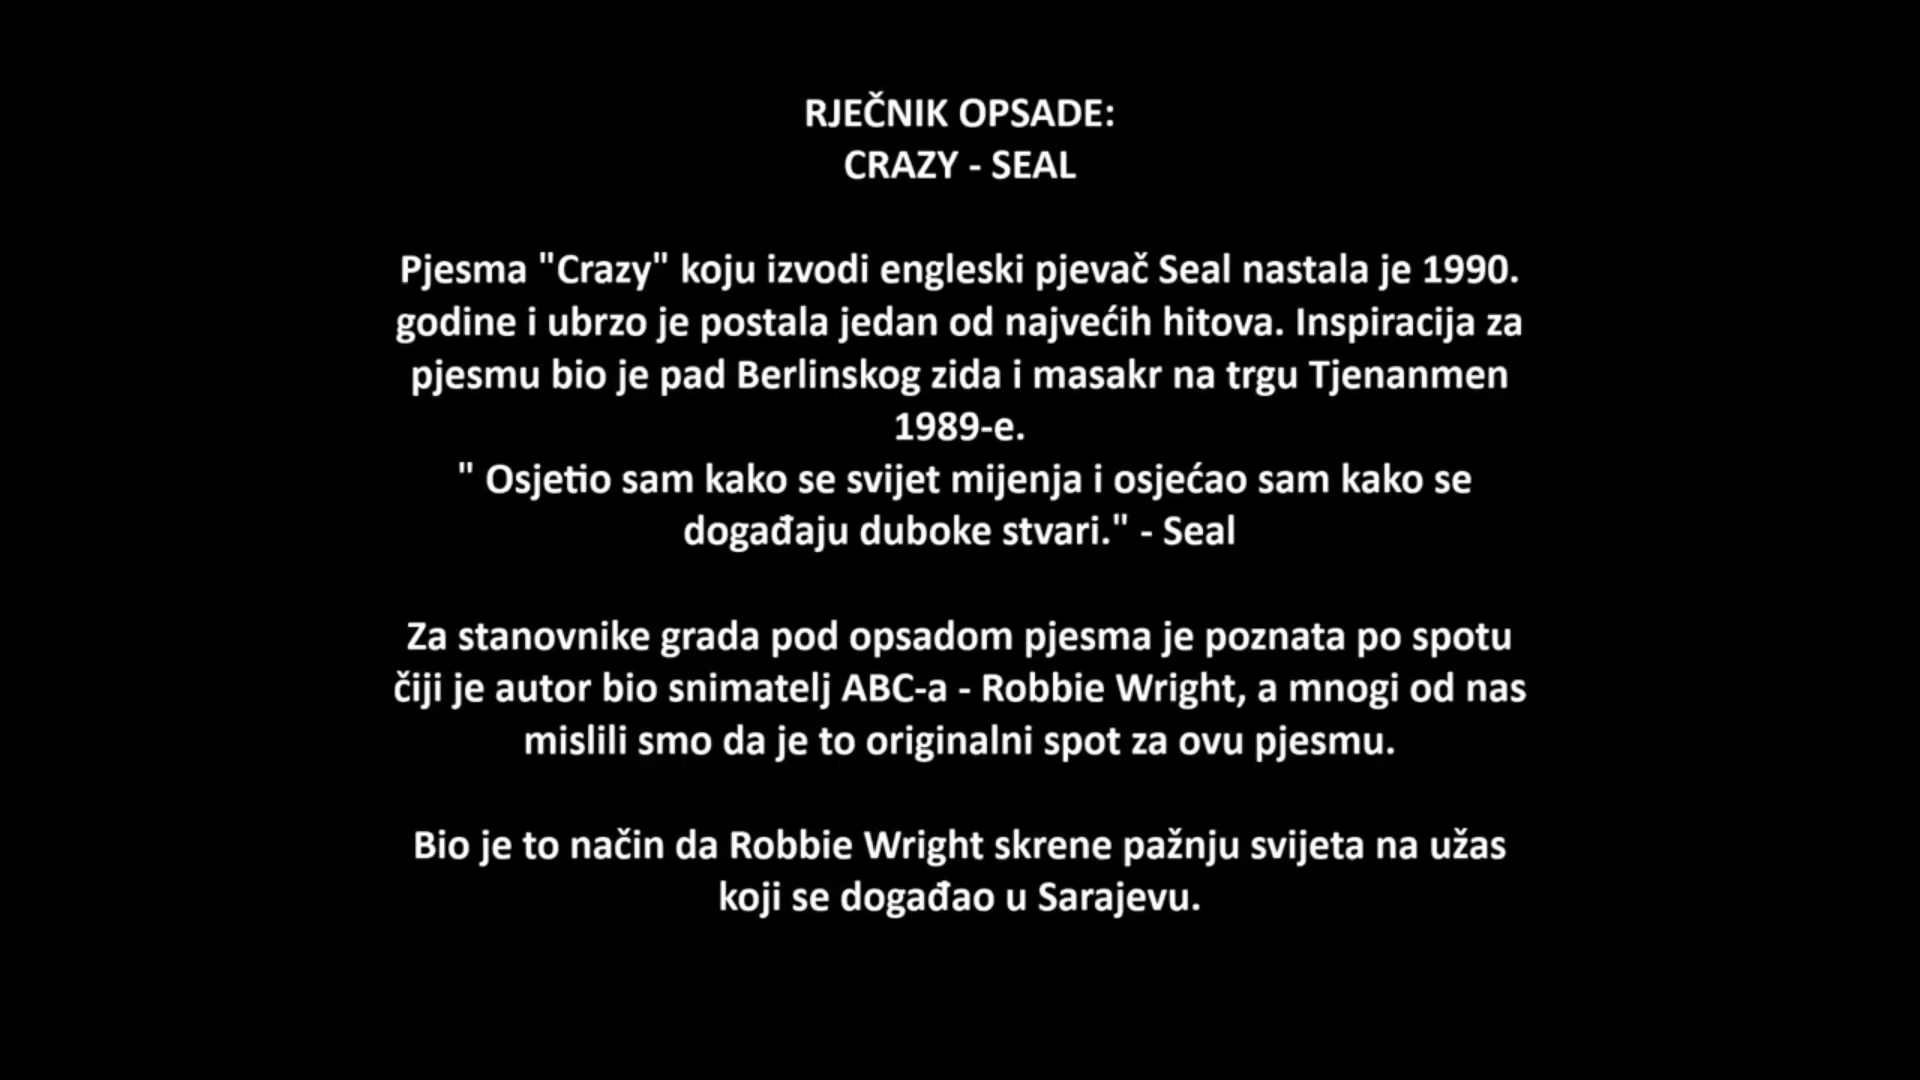 RJEČNIK OPSADE:
CRAZY - SEAL
Pjesma "Crazy" koju izvodi engleski pjevač Seal nastala je 1990.
godine i ubrzo je postala jedan od najvećih hitova. Inspiracija za
pjesmu bio je pad Berlinskog zida i masakr na trgu Tjenanmen
1989-e.
" Osjetio sam kako se svijet mijenja i osjećao sam kako se
događaju duboke stvari." - Seal
Za stanovnike grada pod opsadom pjesma je poznata po spotu
čiji je autor bio snimatelj ABC-a - Robbie Wright, a mnogi od nas
mislili smo da je to originalni spot za ovu pjesmu.
Bio je to način da Robbie Wright skrene pažnju svijeta na užas
koji se događao u Sarajevu.